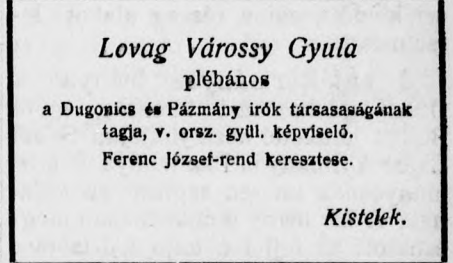 Lovag Várossy Gyula
plébános
a Dugonics és Pázmány irók társasaságának
tagja, v. orsz. gyül. képviselő.
Ferenc József-rend keresztese.
Kistelek.